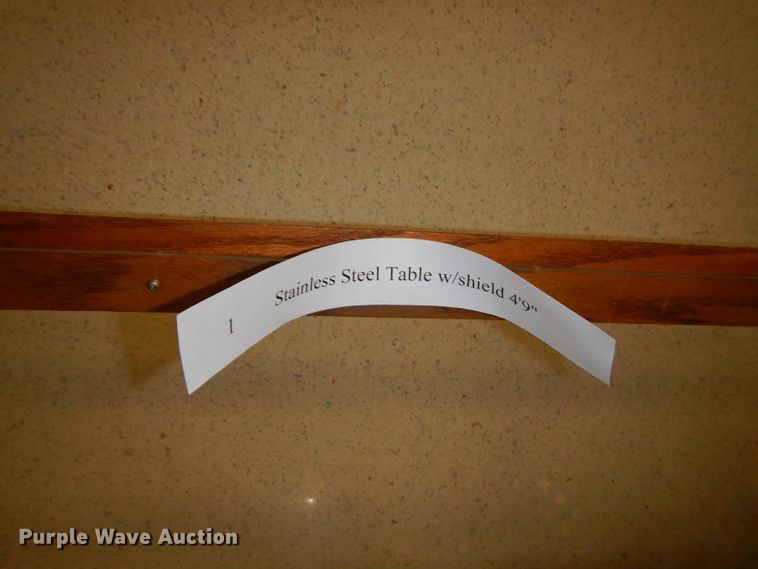 1 Stainless Steel Table w/shield 4'9"
Purple Wave Auction